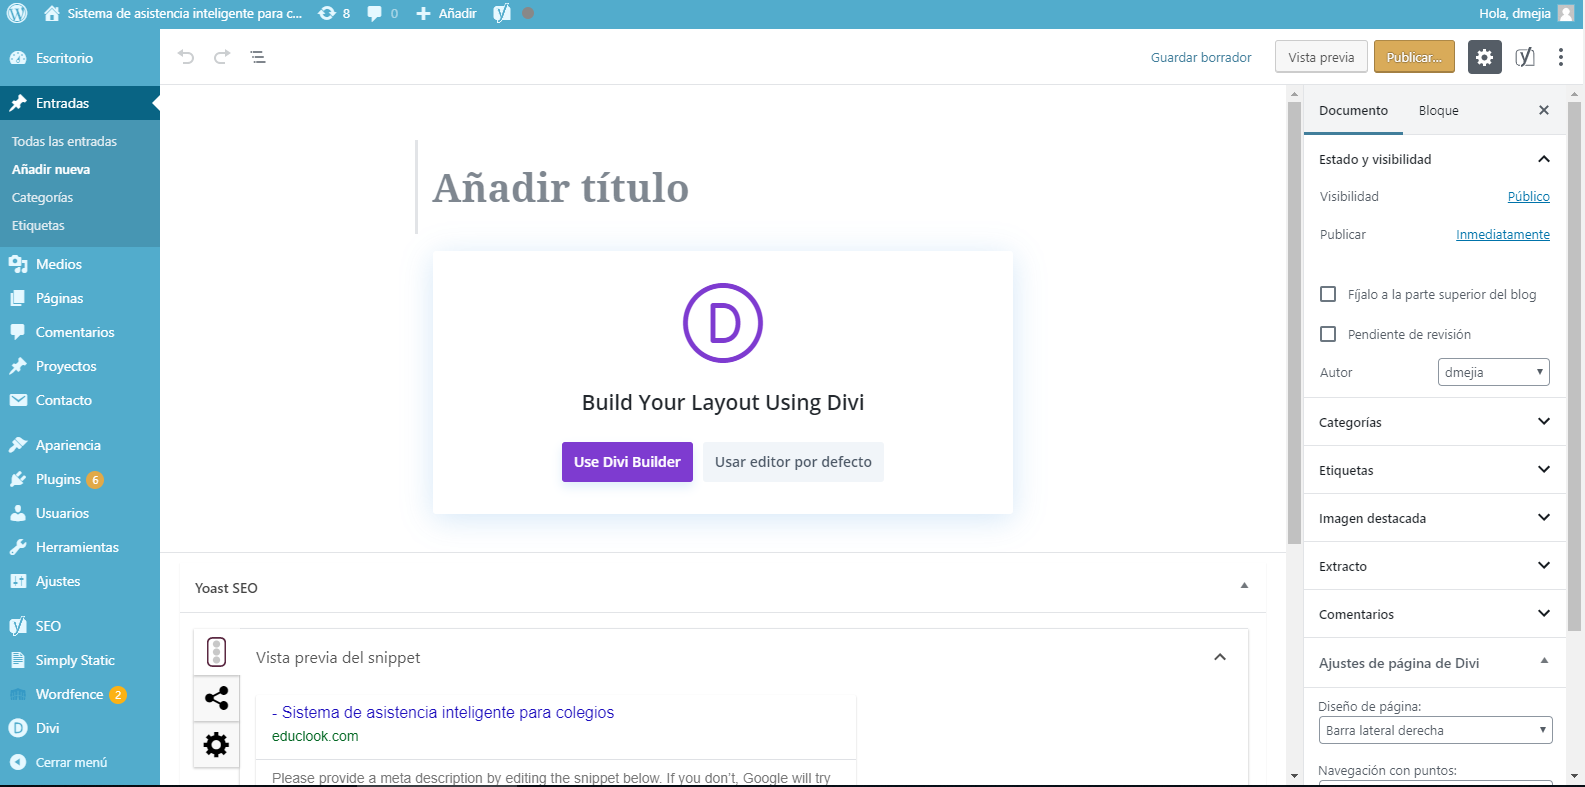 Sistema de asistencia inteligente para c...
8
0
Añadir
Hola, dmejia
Escritorio
Entradas
Todas las entradas
Añadir nueva
Categorías
Etiquetas
Medios
Páginas
Comentarios
Proyectos
Contacto
Apariencia
Plugins 6
Usuarios
Herramientas
Ajustes
SEO
Simply Static
Wordfence 2
Divi
Cerrar menú
Guardar borrador
Vista previa
Publicar...
Añadir título
D
Build Your Layout Using Divi
Use Divi Builder
Usar editor por defecto
Yoast SEO
Vista previa del snippet
- Sistema de asistencia inteligente para colegios
educlook.com
Please provide a meta description by editing the snippet below. If you don't, Google will try
Documento
Bloque
Estado y visibilidad
Visibilidad
Público
Publicar
Inmediatamente
Fíjalo a la parte superior del blog
Pendiente de revisión
Autor
dmejia
Categorías
Etiquetas
Imagen destacada
Extracto
Comentarios
Ajustes de página de Divi
Diseño de página:
Barra lateral derecha
Navegación con puntos: